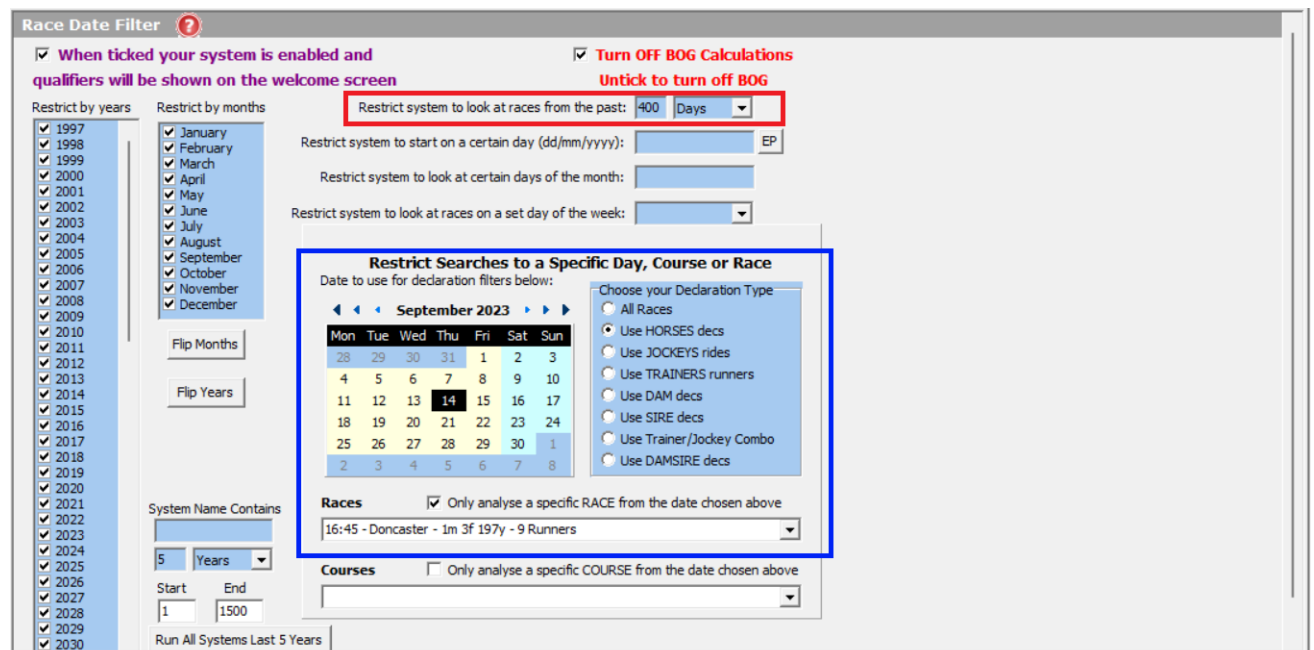 Race Date Filter ?
When ticked your system is enabled and
qualifiers will be shown on the welcome screen
Turn OFF BOG Calculations
Untick to turn off BOG
Restrict by years
1997
1998
1999
2000
2001
2002
2003
2004
2005
2006
2007
2008
2009
2010
2011
2012
2013
2014
2015
2016
2017
2018
2019
2020
2021
2022
2023
2024
2025
2026
2027
2028
2029
2030
Restrict by months
January
February
March
April
May
June
July
August
September
October
November
December
Flip Months
Flip Years
System Name Contains
5 Years
Start End
1 1500
Run All Systems Last 5 Years
Restrict system to look at races from the past: 400 Days
Restrict system to start on a certain day (dd/mm/yyyy): EP
Restrict system to look at certain days of the month:
Restrict system to look at races on a set day of the week:
Restrict Searches to a Specific Day, Course or Race
Date to use for declaration filters below:
September 2023
Mon Tue Wed Thu Fri Sat Sun
28 29 30 31 1 2 3
4 5 6 7 8 9 10
11 12 13 14 15 16 17
18 19 20 21 22 23 24
25 26 27 28 29 30 1
2 3 4 5 6 7 8
Choose your Declaration Type
All Races
Use HORSES decs
Use JOCKEYS rides
Use TRAINERS runners
Use DAM decs
Use SIRE decs
Use Trainer/Jockey Combo
Use DAMSIRE decs
Races Only analyse a specific RACE from the date chosen above
16:45 - Doncaster - 1m 3f 197y - 9 Runners
Courses Only analyse a specific COURSE from the date chosen above